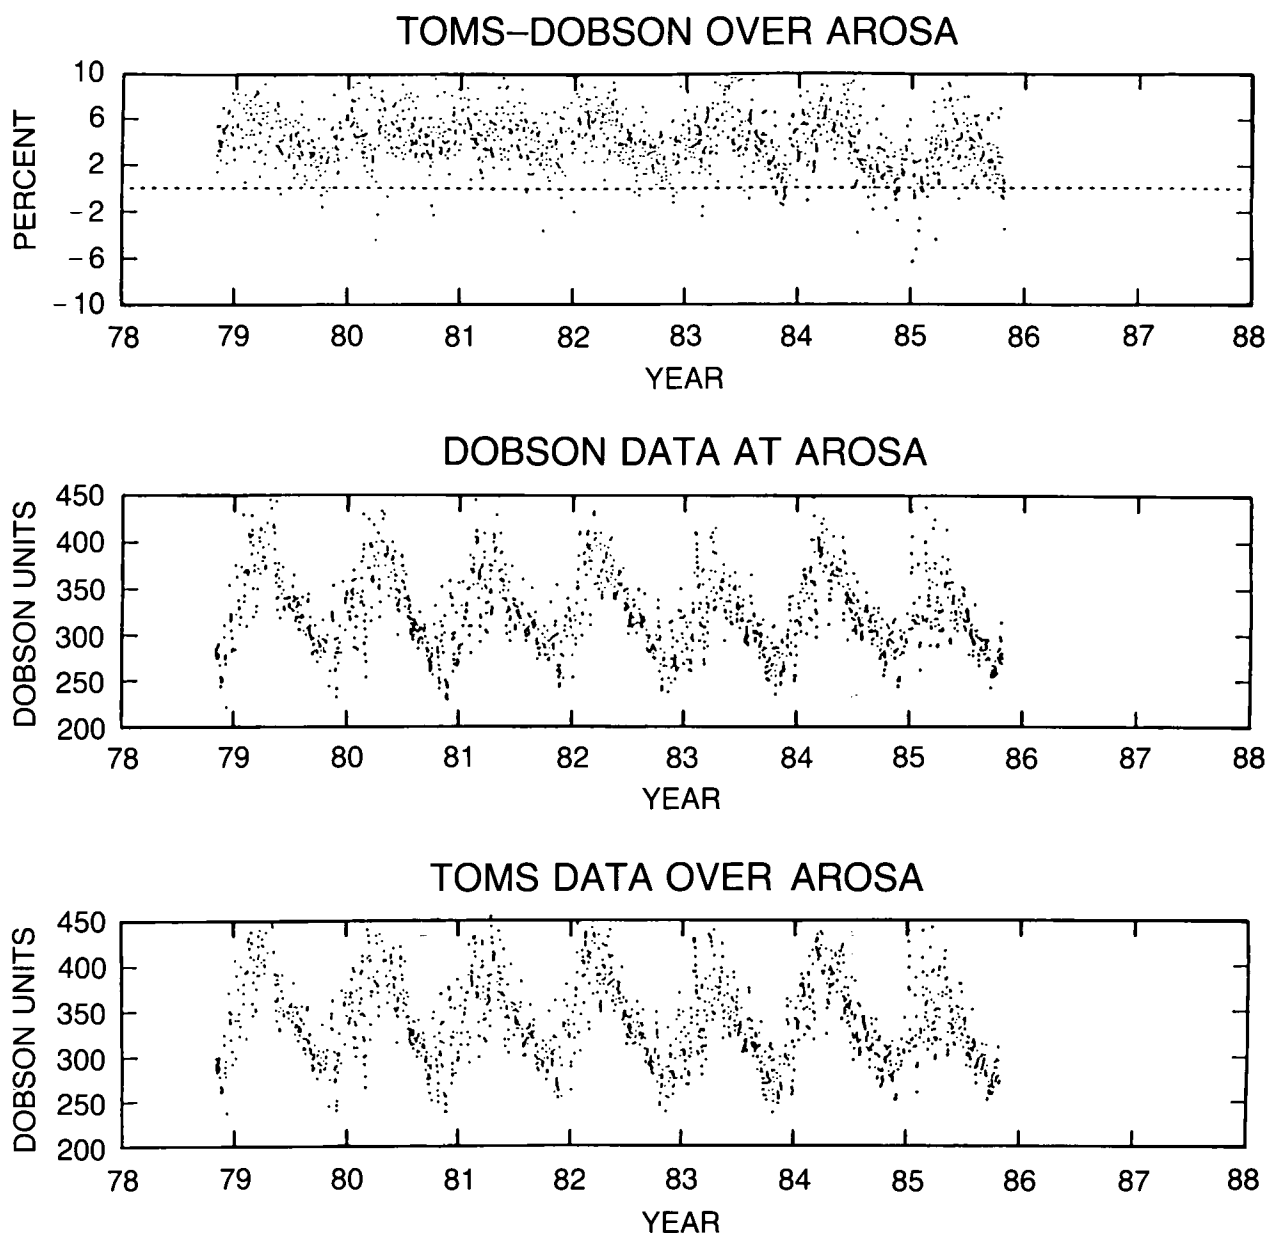 TOMS–DOBSON OVER AROSA
10
6
2
−2
−6
−10
PERCENT
78 79 80 81 82 83 84 85 86 87 88
YEAR
DOBSON DATA AT AROSA
450
400
350
300
250
200
DOBSON UNITS
78 79 80 81 82 83 84 85 86 87 88
YEAR
TOMS DATA OVER AROSA
450
400
350
300
250
200
DOBSON UNITS
78 79 80 81 82 83 84 85 86 87 88
YEAR